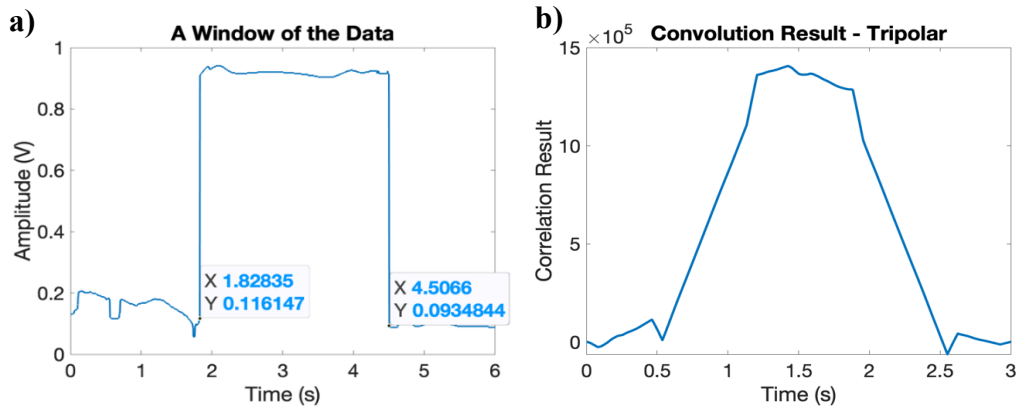 a)
A Window of the Data
1
0.8
0.6
0.4
0.2
0
Amplitude (V)
X 1.82835
Y 0.116147
X 4.5066
Y 0.0934844
0 1 2 3 4 5 6
Time (s)
b)
Convolution Result - Tripolar
×10⁵
15
10
5
0
Correlation Result
0 0.5 1 1.5 2 2.5 3
Time (s)